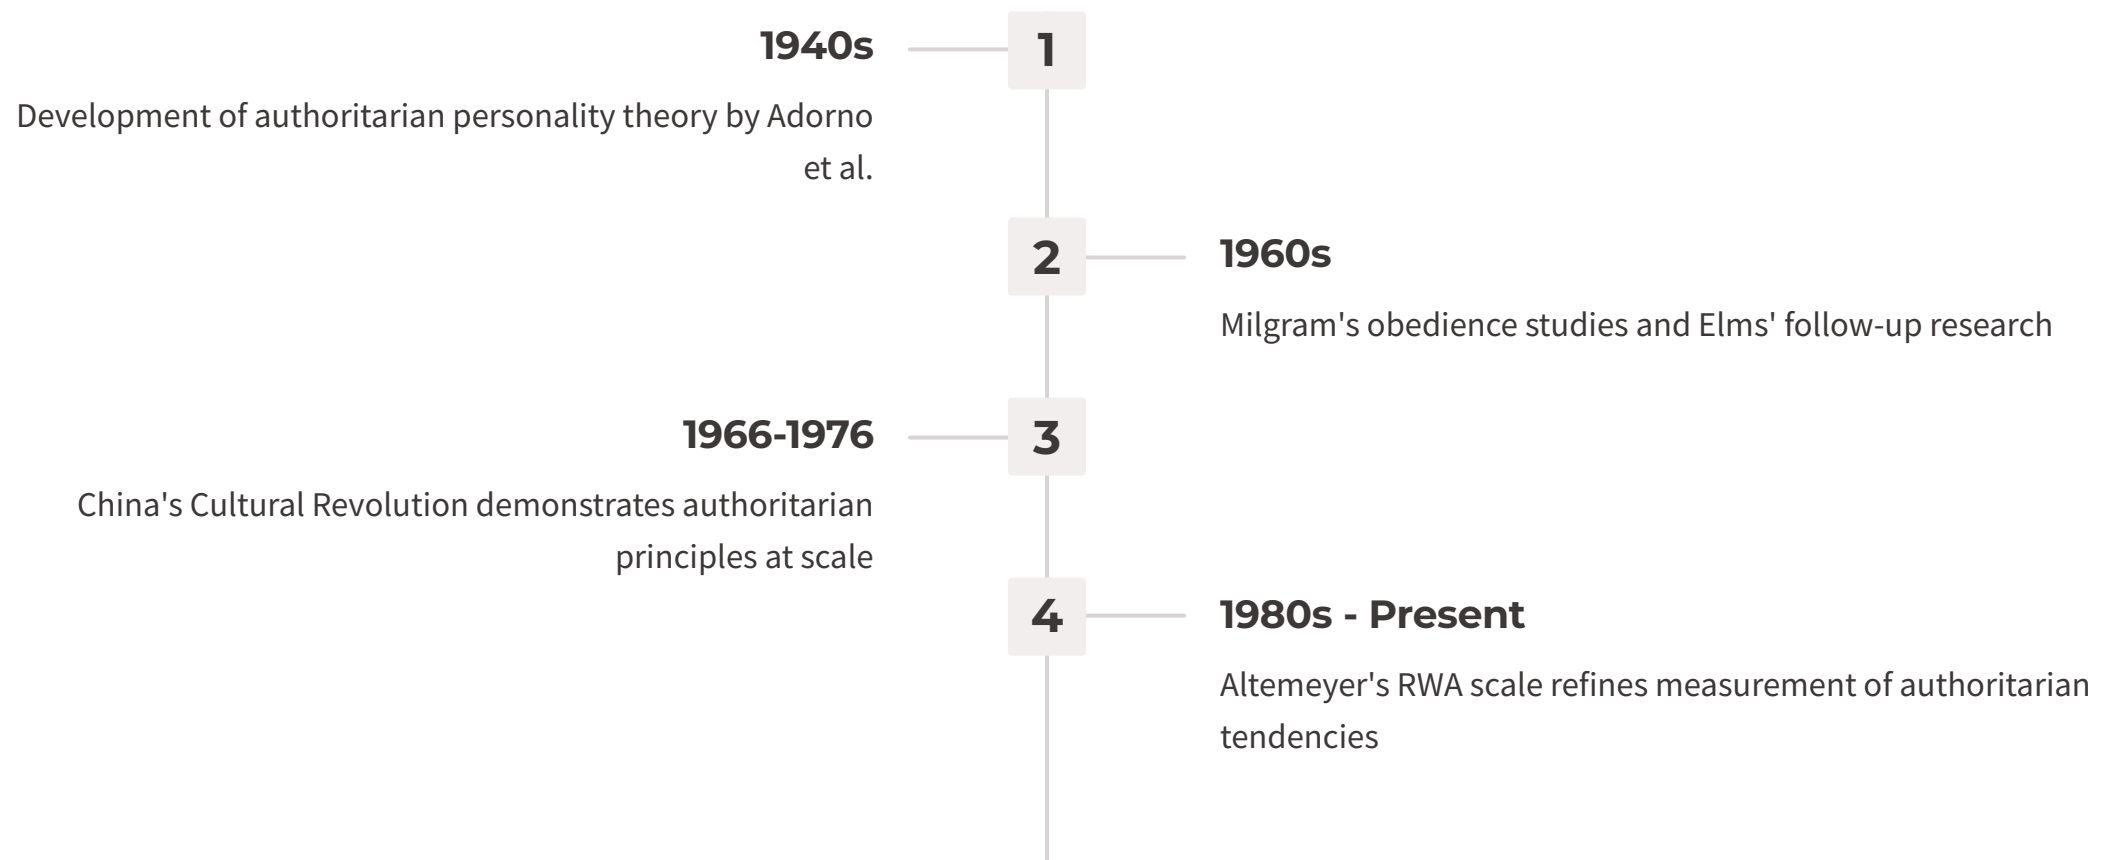 1940s
1
Development of authoritarian personality theory by Adorno
et al.
2
1960s
Milgram's obedience studies and Elms' follow-up research
1966-1976
3
China's Cultural Revolution demonstrates authoritarian
principles at scale
4
1980s - Present
Altemeyer's RWA scale refines measurement of authoritarian
tendencies